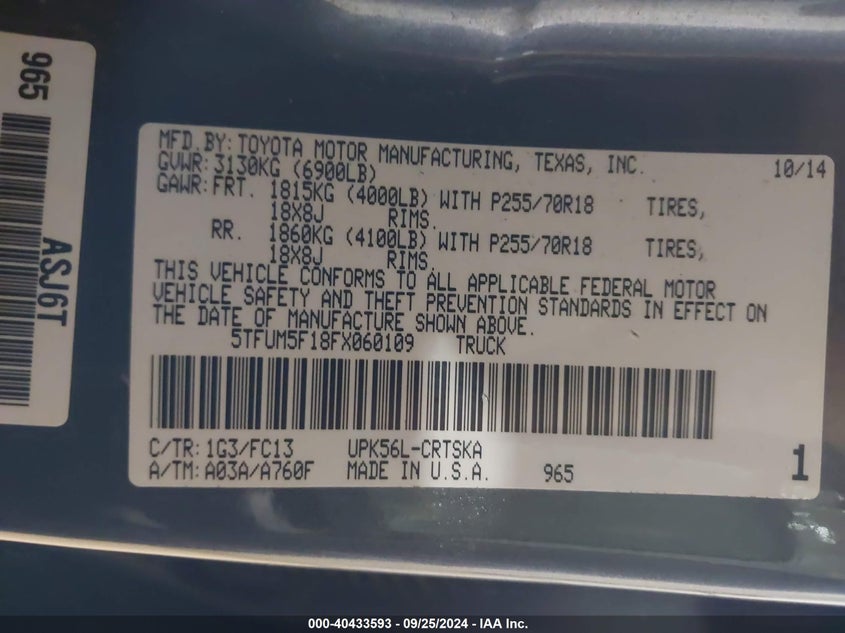 965
ASJ6T
MFD.BY:TOYOTA MOTOR MANUFACTURING, TEXAS, INC. 10/14
GVWR:3130KG (6900LB)
GAWR:FRT. 1815KG (4000LB) WITH P255/70R18 TIRES,
18X8J RIMS.
RR. 1860KG (4100LB) WITH P255/70R18 TIRES,
18X8J RIMS.
THIS VEHICLE CONFORMS TO ALL APPLICABLE FEDERAL MOTOR
VEHICLE SAFETY AND THEFT PREVENTION STANDARDS IN EFFECT ON
THE DATE OF MANUFACTURE SHOWN ABOVE.
5TFUM5F18FX060109 TRUCK
C/TR:1G3/FC13 UPK56L-CRTSKA
A/TM:A03A/A760F MADE IN U.S.A. 965 1
000-40433593 - 09/25/2024 - IAA Inc.